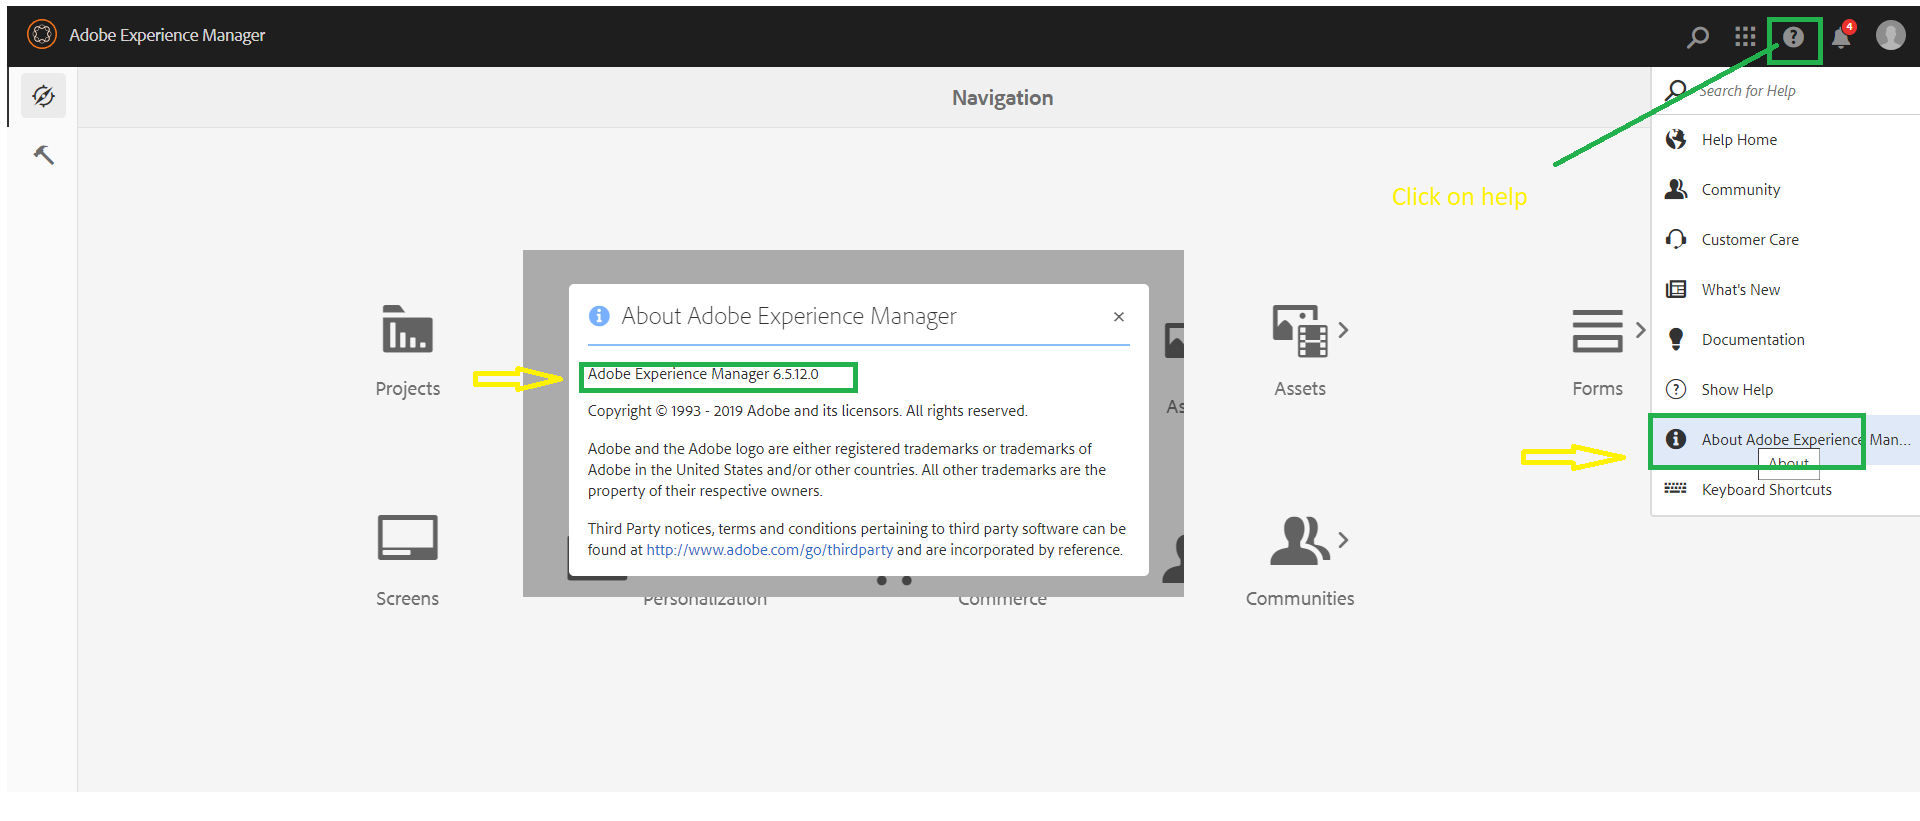 Adobe Experience Manager
4
Navigation
Search for Help
Help Home
Community
Click on help
Customer Care
What's New
Documentation
Show Help
About Adobe Experience Man...
About
Keyboard Shortcuts
About Adobe Experience Manager
Adobe Experience Manager 6.5.12.0
Copyright © 1993 - 2019 Adobe and its licensors. All rights reserved.
Adobe and the Adobe logo are either registered trademarks or trademarks of
Adobe in the United States and/or other countries. All other trademarks are the
property of their respective owners.
Third Party notices, terms and conditions pertaining to third party software can be
found at http://www.adobe.com/go/thirdparty and are incorporated by reference.
Projects
As
Assets
Forms
Screens
Personalization
Commerce
Communities